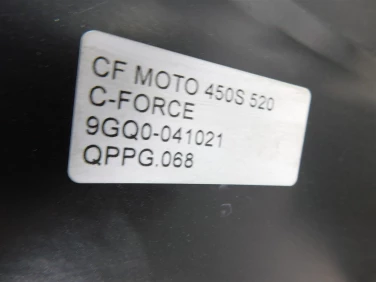 CF MOTO 450S 520
C-FORCE
9GQ0-041021
QPPG.068